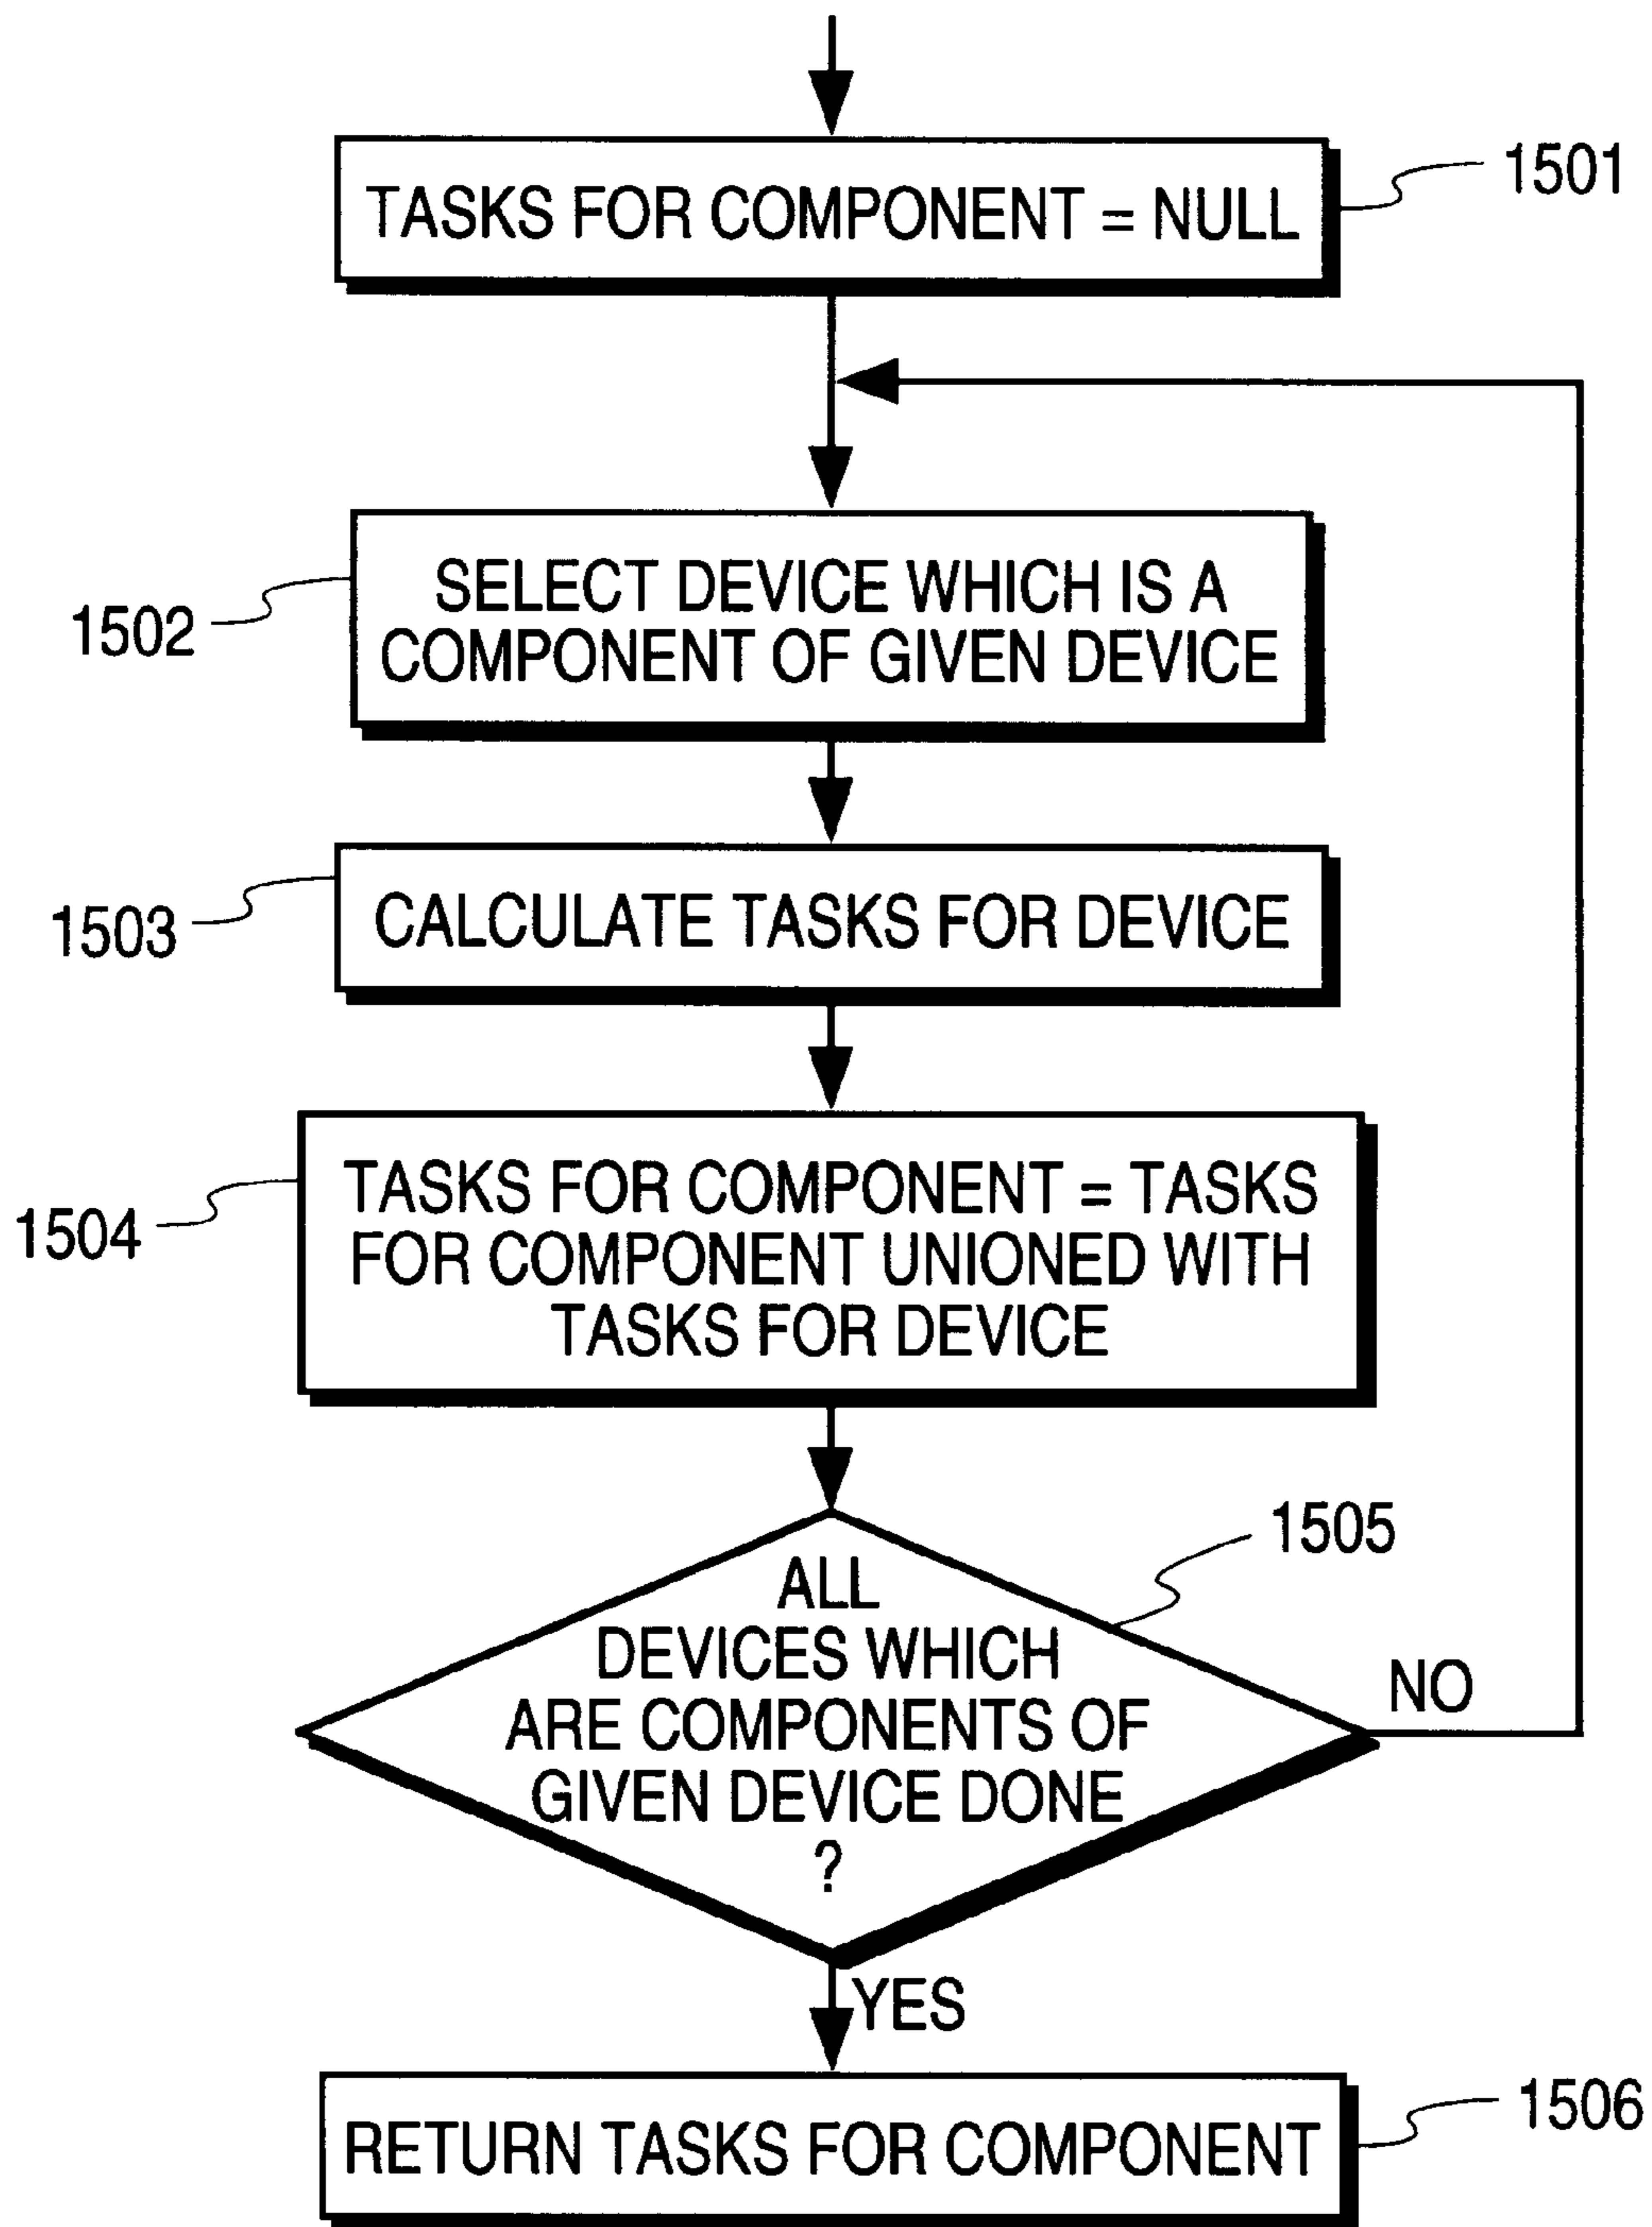 TASKS FOR COMPONENT = NULL
1501
SELECT DEVICE WHICH IS A
COMPONENT OF GIVEN DEVICE
1502
CALCULATE TASKS FOR DEVICE
1503
TASKS FOR COMPONENT = TASKS
FOR COMPONENT UNIONED WITH
TASKS FOR DEVICE
1504
1505
ALL
DEVICES WHICH
ARE COMPONENTS OF
GIVEN DEVICE DONE
?
NO
YES
RETURN TASKS FOR COMPONENT
1506